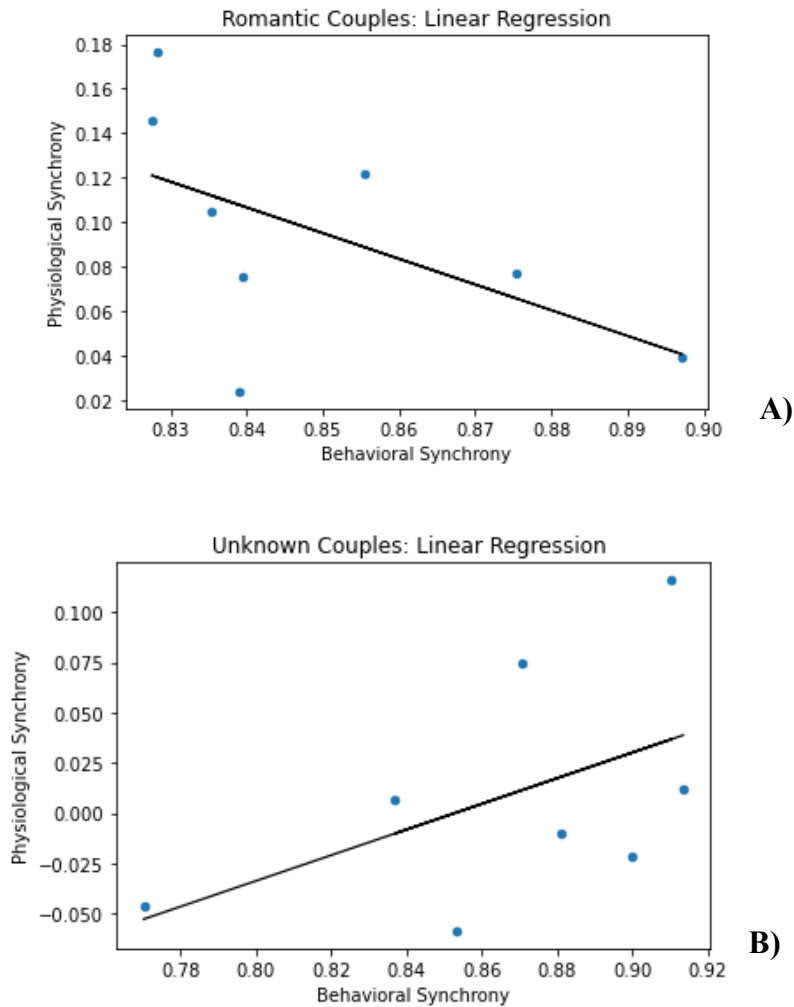 Romantic Couples: Linear Regression
0.18
0.16
0.14
0.12
0.10
0.08
0.06
0.04
0.02
Physiological Synchrony
0.83 0.84 0.85 0.86 0.87 0.88 0.89 0.90
Behavioral Synchrony
A)
Unknown Couples: Linear Regression
0.100
0.075
0.050
0.025
0.000
−0.025
−0.050
Physiological Synchrony
0.78 0.80 0.82 0.84 0.86 0.88 0.90 0.92
Behavioral Synchrony
B)